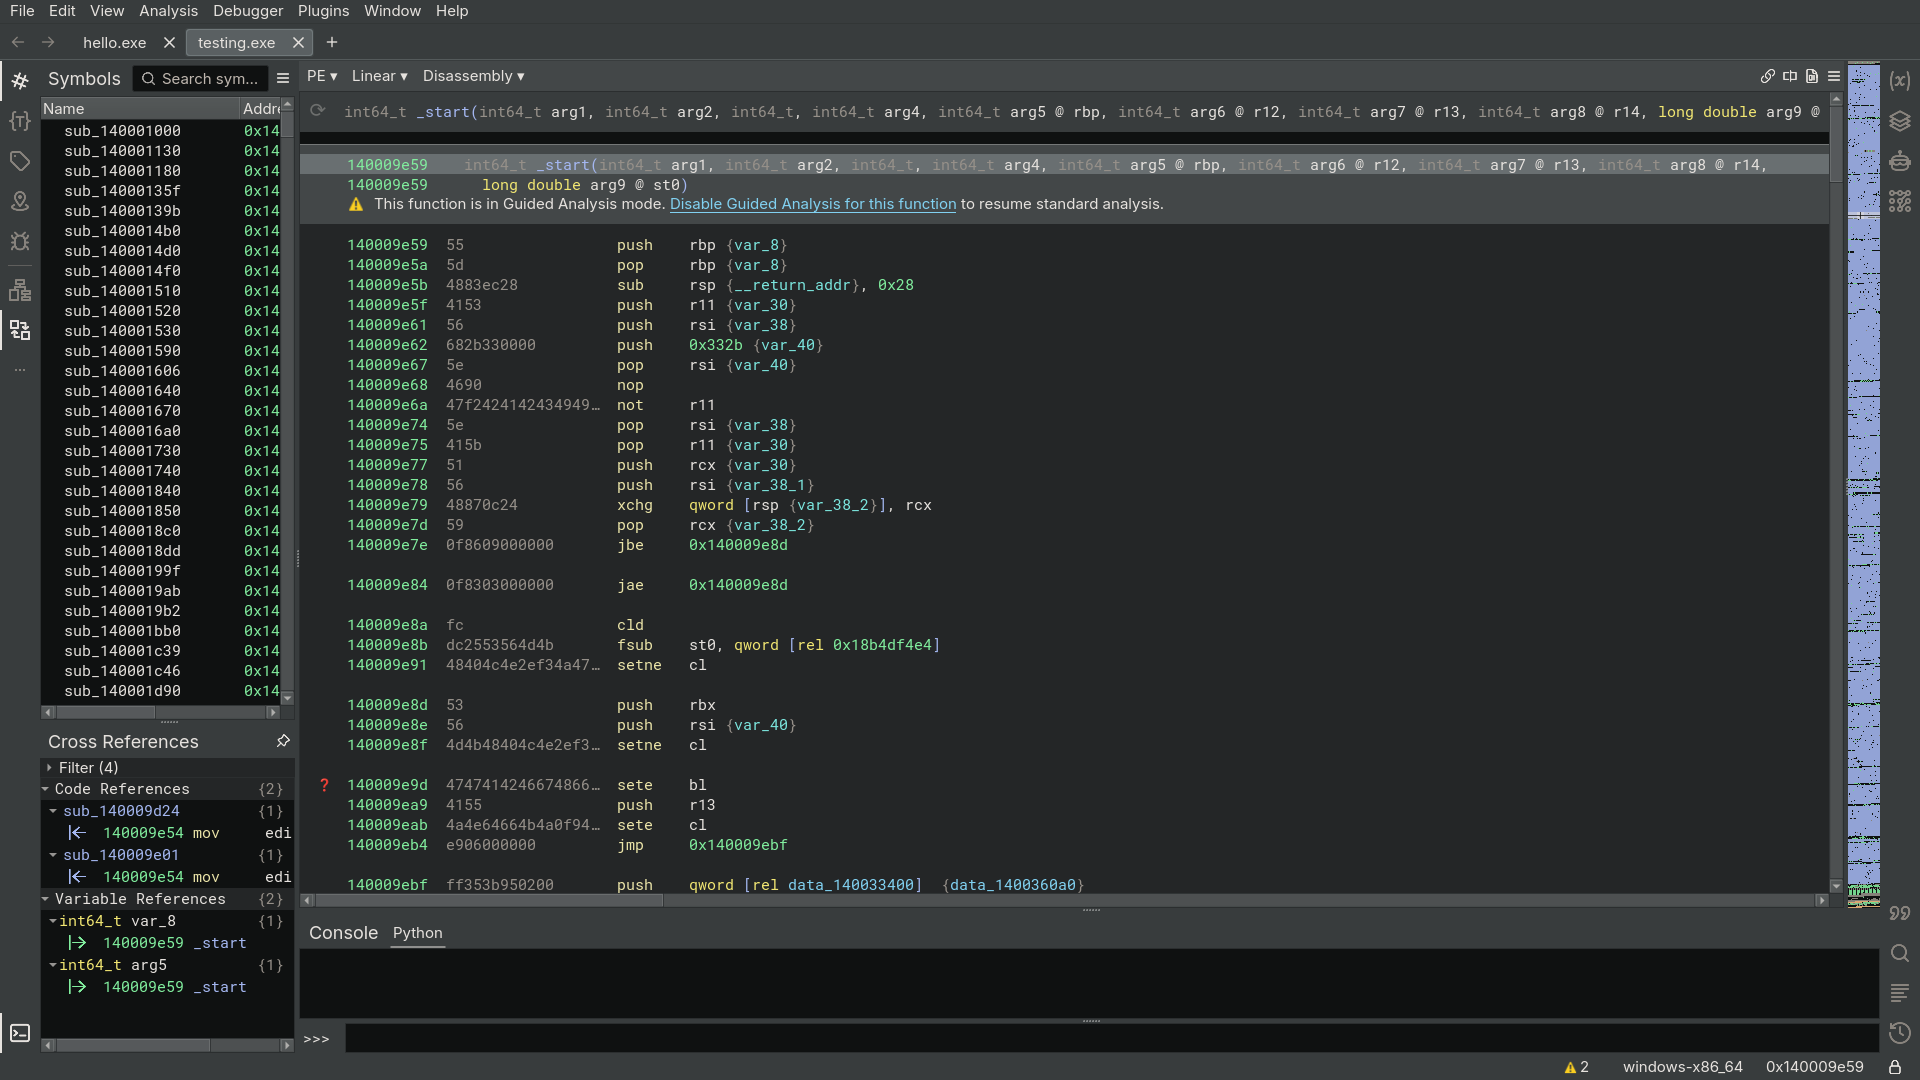 File Edit View Analysis Debugger Plugins Window Help
hello.exe testing.exe
Symbols Search sym...
Name Addre
sub_140001000 0x14
sub_140001130 0x14
sub_140001180 0x14
sub_14000135f 0x14
sub_14000139b 0x14
sub_1400014b0 0x14
sub_1400014d0 0x14
sub_1400014f0 0x14
sub_140001510 0x14
sub_140001520 0x14
sub_140001530 0x14
sub_140001590 0x14
sub_140001606 0x14
sub_140001640 0x14
sub_140001670 0x14
sub_1400016a0 0x14
sub_140001730 0x14
sub_140001740 0x14
sub_140001840 0x14
sub_140001850 0x14
sub_1400018c0 0x14
sub_1400018dd 0x14
sub_14000199f 0x14
sub_1400019ab 0x14
sub_1400019b2 0x14
sub_140001bb0 0x14
sub_140001c39 0x14
sub_140001c46 0x14
sub_140001d90 0x14
Cross References
Filter (4)
Code References {2}
sub_140009d24 {1}
140009e54 mov edi
sub_140009e01 {1}
140009e54 mov edi
Variable References {2}
int64_t var_8 {1}
140009e59 _start
int64_t arg5 {1}
140009e59 _start
PE ▾ Linear ▾ Disassembly ▾
int64_t _start(int64_t arg1, int64_t arg2, int64_t, int64_t arg4, int64_t arg5 @ rbp, int64_t arg6 @ r12, int64_t arg7 @ r13, int64_t arg8 @ r14, long double arg9 @
140009e59 int64_t _start(int64_t arg1, int64_t arg2, int64_t, int64_t arg4, int64_t arg5 @ rbp, int64_t arg6 @ r12, int64_t arg7 @ r13, int64_t arg8 @ r14,
140009e59 long double arg9 @ st0)
This function is in Guided Analysis mode. Disable Guided Analysis for this function to resume standard analysis.
140009e59 55 push rbp {var_8}
140009e5a 5d pop rbp {var_8}
140009e5b 4883ec28 sub rsp {__return_addr}, 0x28
140009e5f 4153 push r11 {var_30}
140009e61 56 push rsi {var_38}
140009e62 682b330000 push 0x332b {var_40}
140009e67 5e pop rsi {var_40}
140009e68 4690 nop
140009e6a 47f2424142434949… not r11
140009e74 5e pop rsi {var_38}
140009e75 415b pop r11 {var_30}
140009e77 51 push rcx {var_30}
140009e78 56 push rsi {var_38_1}
140009e79 48870c24 xchg qword [rsp {var_38_2}], rcx
140009e7d 59 pop rcx {var_38_2}
140009e7e 0f8609000000 jbe 0x140009e8d
140009e84 0f8303000000 jae 0x140009e8d
140009e8a fc cld
140009e8b dc2553564d4b fsub st0, qword [rel 0x18b4df4e4]
140009e91 48404c4e2ef34a47… setne cl
140009e8d 53 push rbx
140009e8e 56 push rsi {var_40}
140009e8f 4d4b48404c4e2ef3… setne cl
? 140009e9d 4747414246674866… sete bl
140009ea9 4155 push r13
140009eab 4a4e64664b4a0f94… sete cl
140009eb4 e906000000 jmp 0x140009ebf
140009ebf ff353b950200 push qword [rel data_140033400] {data_1400360a0}
Console Python
>>>
2 windows-x86_64 0x140009e59